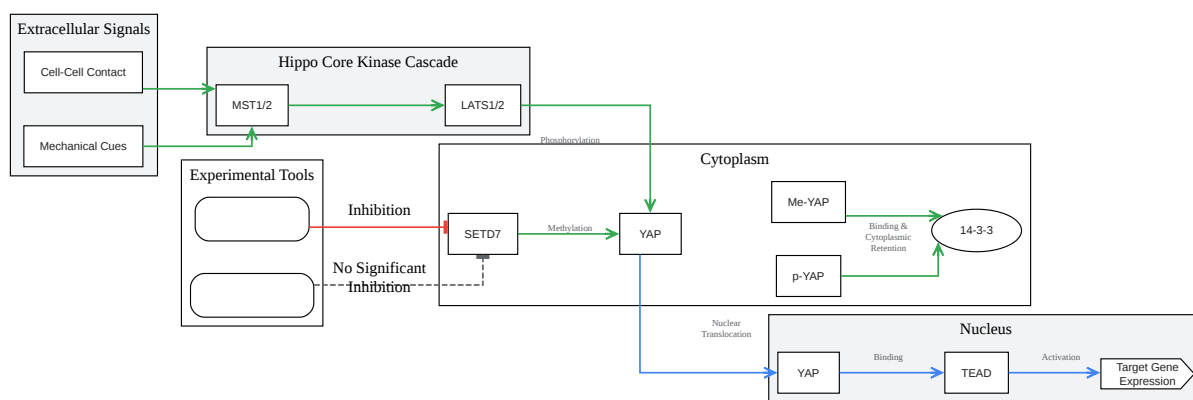 Extracellular Signals
Cell-Cell Contact
Mechanical Cues
Hippo Core Kinase Cascade
MST1/2
LATS1/2
Phosphorylation
Experimental Tools
Inhibition
No Significant
Inhibition
Cytoplasm
SETD7
Methylation
YAP
Me-YAP
Binding &
Cytoplasmic
Retention
14-3-3
p-YAP
Nuclear
Translocation
Nucleus
YAP
Binding
TEAD
Activation
Target Gene
Expression